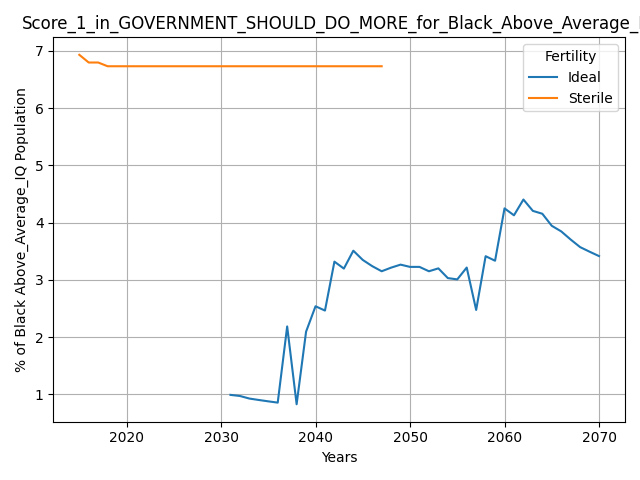 Score_1_in_GOVERNMENT_SHOULD_DO_MORE_for_Black_Above_Average_
Fertility
Ideal
Sterile
% of Black Above_Average_IQ Population
7
6
5
4
3
2
1
2020 2030 2040 2050 2060 2070
Years